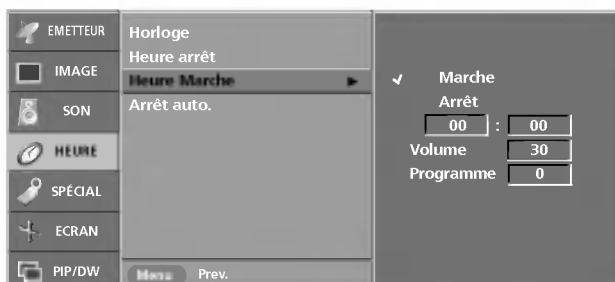 EMETTEUR
IMAGE
SON
HEURE
SPÉCIAL
ECRAN
PIP/DW
Horloge
Heure arrêt
Heure Marche
Arrêt auto.
Menu Prev.
Marche
Arrêt
00 : 00
Volume 30
Programme 0